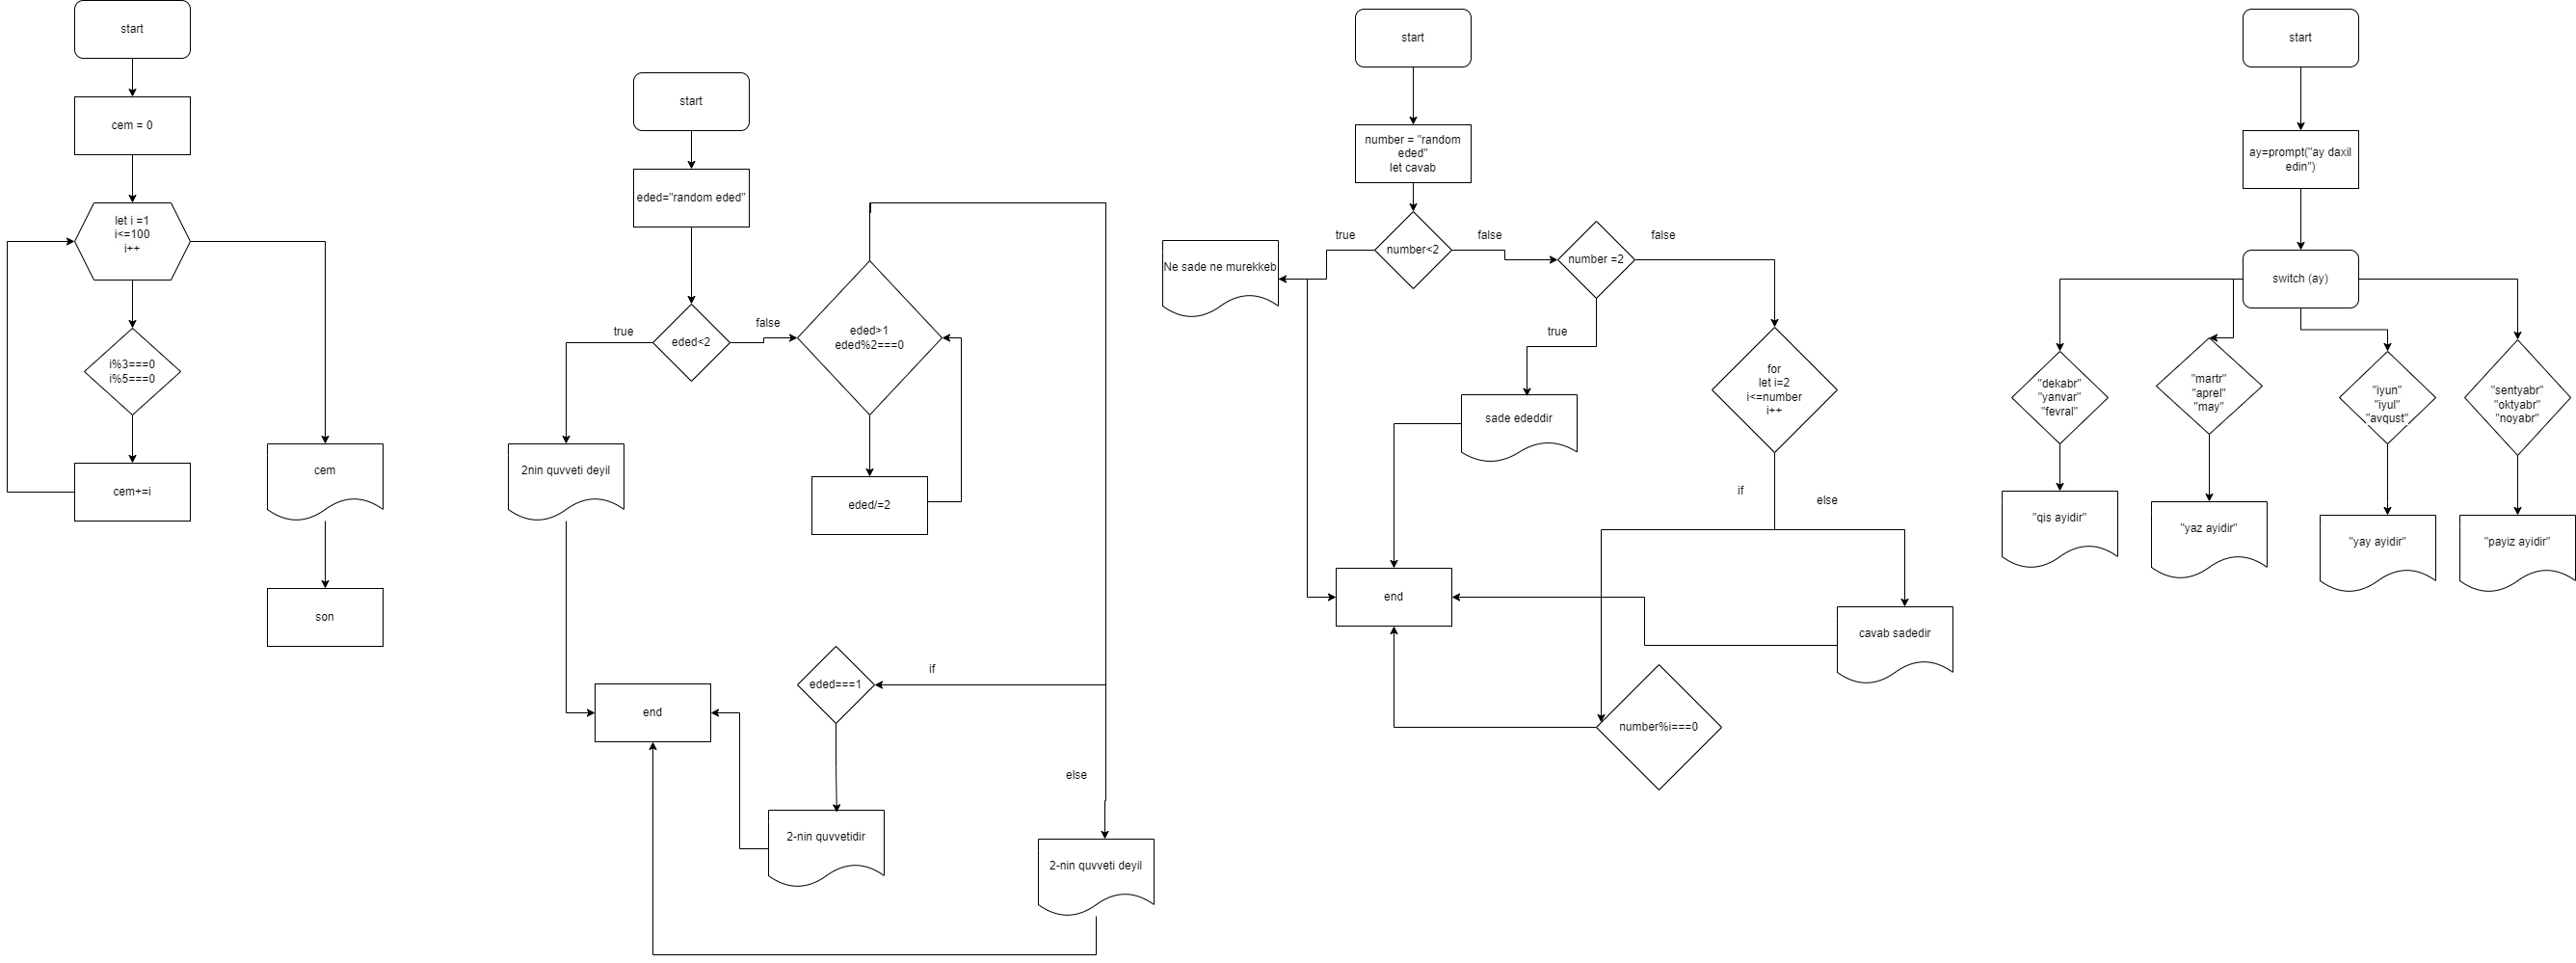 start
cem = 0
let i =1
i<=100
i++
i%3===0
i%5===0
cem+=i
cem
son
start
eded="random eded"
eded<2
true
false
eded>1
eded%2===0
eded/=2
2nin quvveti deyil
end
eded===1
if
else
2-nin quvvetidir
2-nin quvveti deyil
start
number = "random
eded"
let cavab
number<2
true
false
Ne sade ne murekkeb
number =2
false
true
sade ededdir
for
let i=2
i<=number
i++
if
else
end
cavab sadedir
number%i===0
start
ay=prompt("ay daxil
edin")
switch (ay)
"dekabr"
"yanvar"
"fevral"
"qis ayidir"
"martr"
"aprel"
"may"
"yaz ayidir"
"iyun"
"iyul"
"avqust"
"yay ayidir"
"sentyabr"
"oktyabr"
"noyabr"
"payiz ayidir"